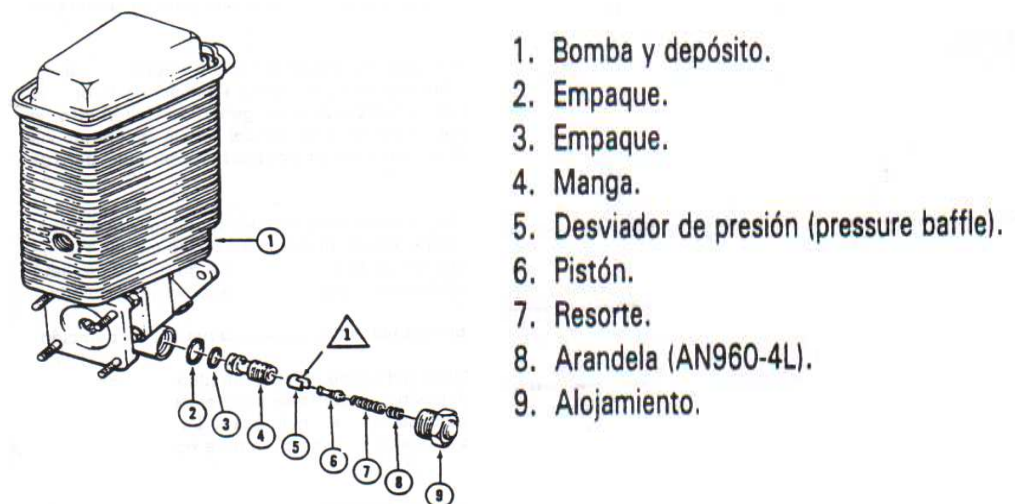 1. Bomba y depósito.
2. Empaque.
3. Empaque.
4. Manga.
5. Desviador de presión (pressure baffle).
6. Pistón.
7. Resorte.
8. Arandela (AN960-4L).
9. Alojamiento.
1
1
2
3
4
5
6
7
8
9